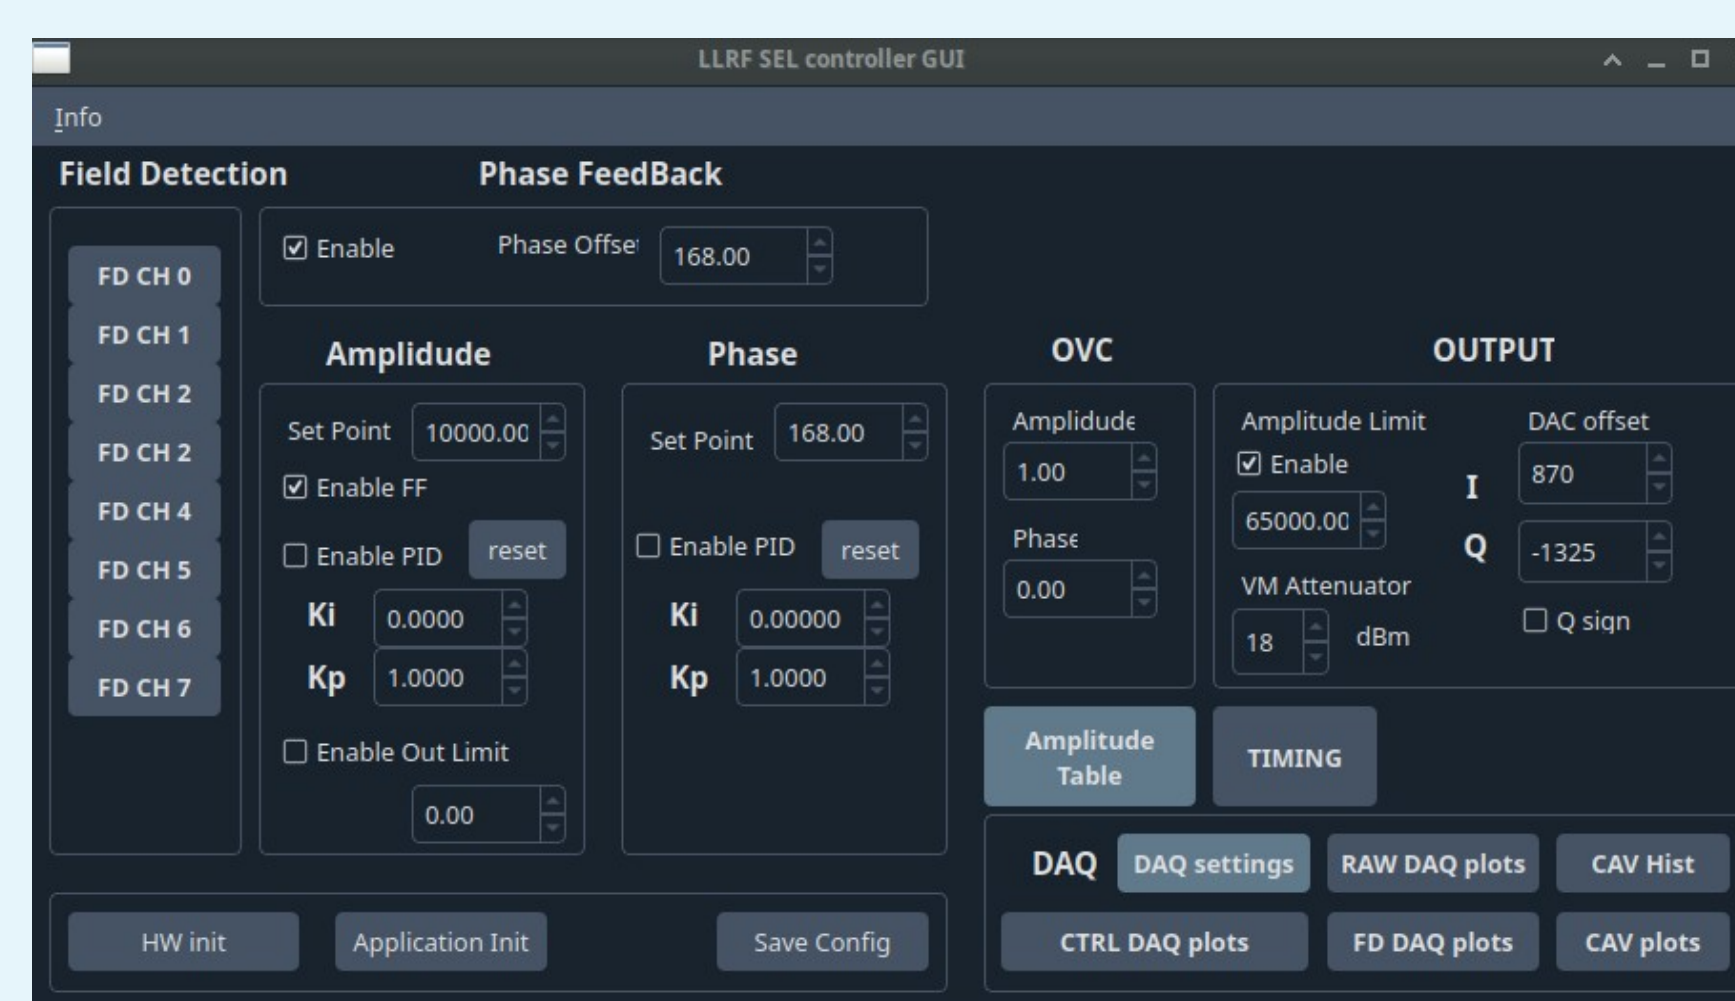 LLRF SEL controller GUI
Info
Field Detection
Phase FeedBack
FD CH 0
FD CH 1
FD CH 2
FD CH 2
FD CH 4
FD CH 5
FD CH 6
FD CH 7
Enable
Phase Offset
168.00
Amplidude
Set Point
10000.00
Enable FF
Enable PID
reset
Ki
0.0000
Kp
1.0000
Enable Out Limit
0.00
Phase
Set Point
168.00
Enable PID
reset
Ki
0.00000
Kp
1.0000
OVC
Amplidude
1.00
Phase
0.00
OUTPUT
Amplitude Limit
Enable
65000.00
VM Attenuator
18
dBm
DAC offset
I
870
Q
-1325
Q sign
Amplitude
Table
TIMING
DAQ
DAQ settings
RAW DAQ plots
CAV Hist
CTRL DAQ plots
FD DAQ plots
CAV plots
HW init
Application Init
Save Config